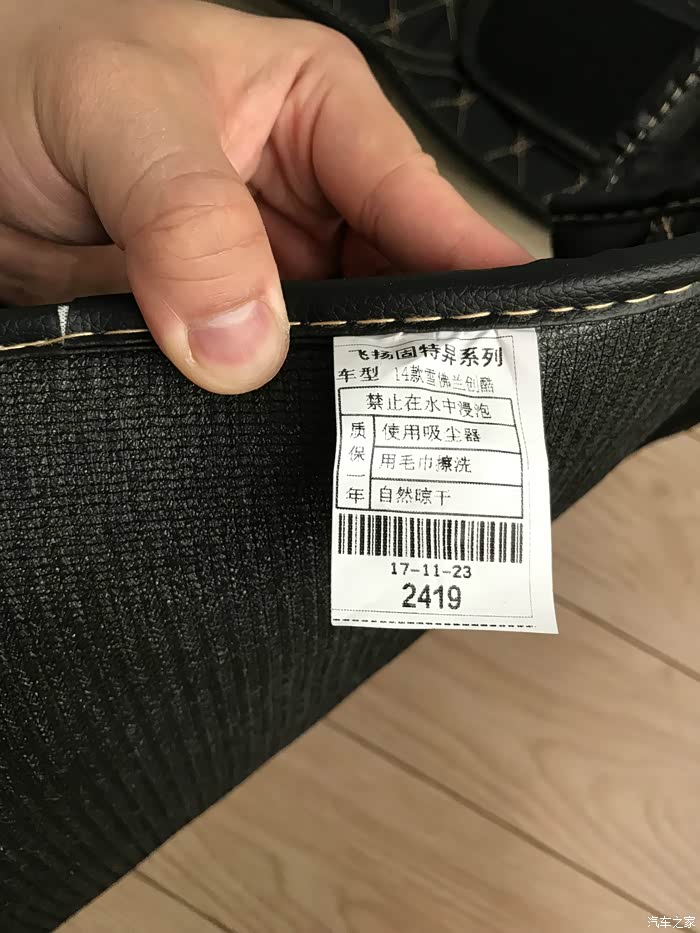 飞扬固特异系列
车型 14款雪佛兰创酷
禁止在水中浸泡
质保一年
使用吸尘器
用毛巾擦洗
自然晾干
17-11-23
2419
汽车之家